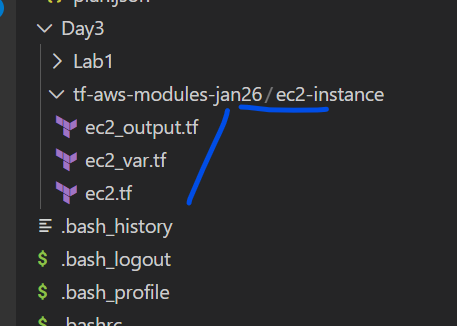 plan.json
Day3
Lab1
tf-aws-modules-jan26/ec2-instance
ec2_output.tf
ec2_var.tf
ec2.tf
.bash_history
$ .bash_logout
$ .bash_profile
$ .bashrc